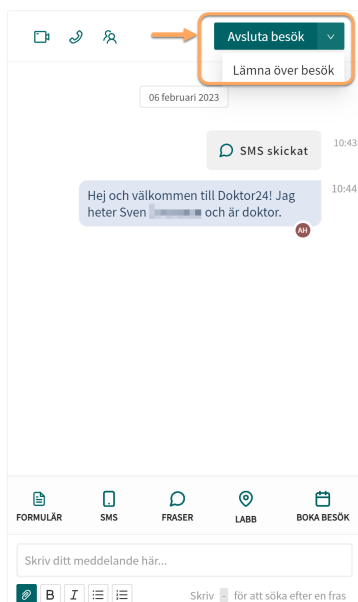 Avsluta besök
Lämna över besök
06 februari 2023
SMS skickat
10:43
Hej och välkommen till Doktor24! Jag
heter Sven och är doktor.
10:44
AH
FORMULÄR
SMS
FRASER
LABB
BOKA BESÖK
Skriv ditt meddelande här...
B
I
Skriv - för att söka efter en fras